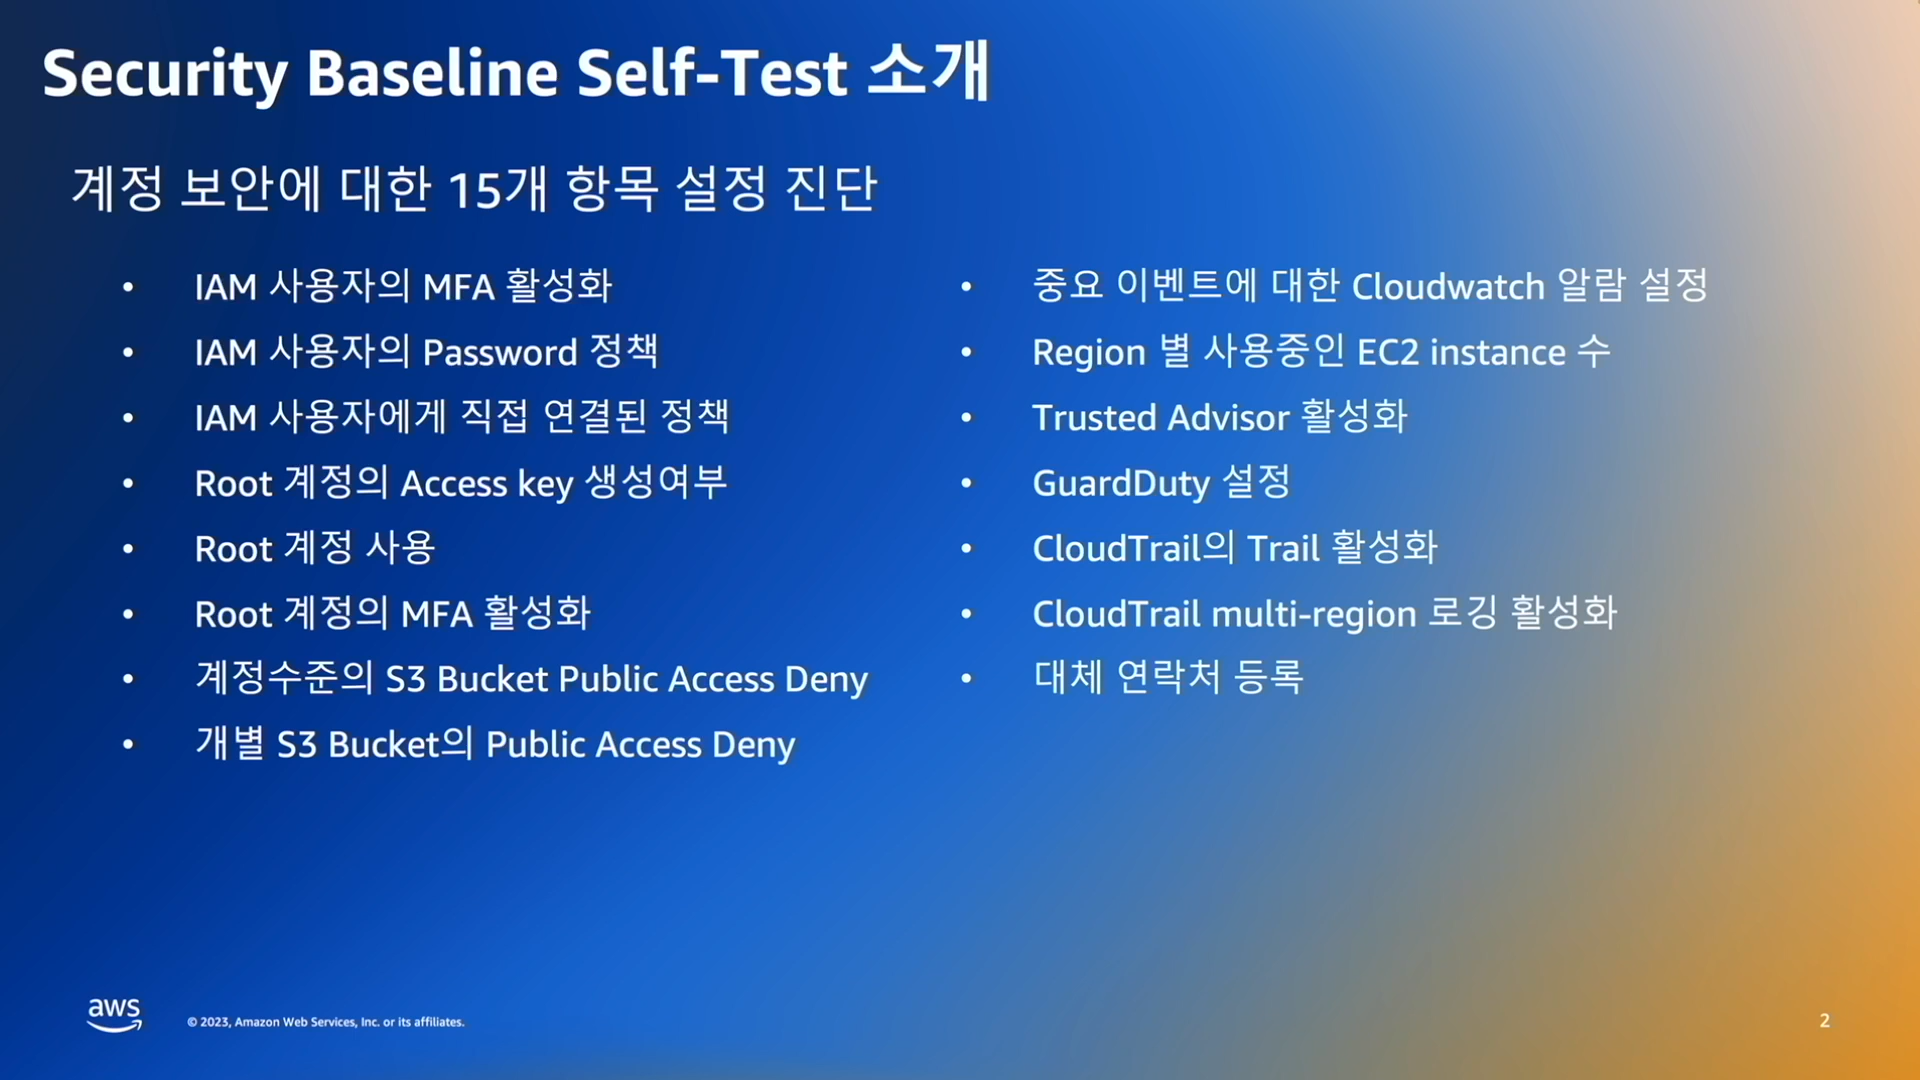 Security Baseline Self-Test 소개
계정 보안에 대한 15개 항목 설정 진단
• IAM 사용자의 MFA 활성화
• IAM 사용자의 Password 정책
• IAM 사용자에게 직접 연결된 정책
• Root 계정의 Access key 생성여부
• Root 계정 사용
• Root 계정의 MFA 활성화
• 계정수준의 S3 Bucket Public Access Deny
• 개별 S3 Bucket의 Public Access Deny
• 중요 이벤트에 대한 Cloudwatch 알람 설정
• Region 별 사용중인 EC2 instance 수
• Trusted Advisor 활성화
• GuardDuty 설정
• CloudTrail의 Trail 활성화
• CloudTrail multi-region 로깅 활성화
• 대체 연락처 등록
aws
© 2023, Amazon Web Services, Inc. or its affiliates.
2